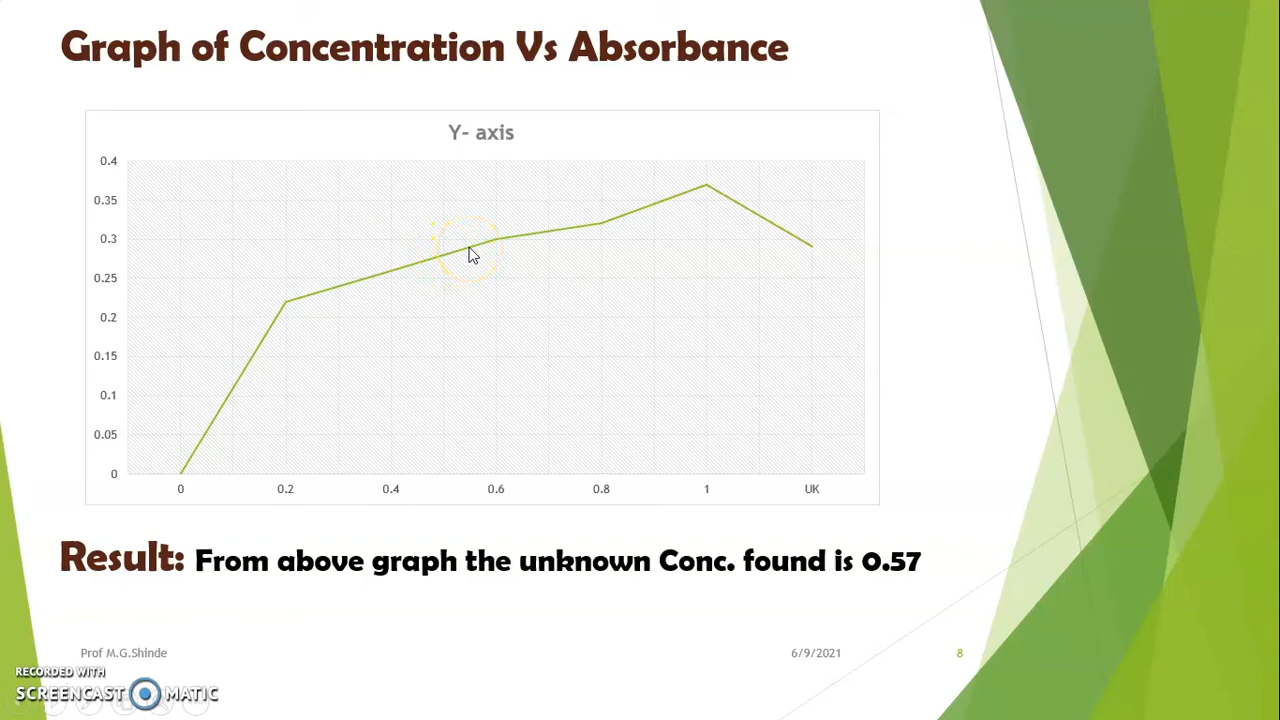 Graph of Concentration Vs Absorbance
Y- axis
0.4
0.35
0.3
0.25
0.2
0.15
0.1
0.05
0
0 0.2 0.4 0.6 0.8 1 UK
Result: From above graph the unknown Conc. found is 0.57
Prof M.G.Shinde 6/9/2021 8
RECORDED WITH
SCREENCAST MATIC